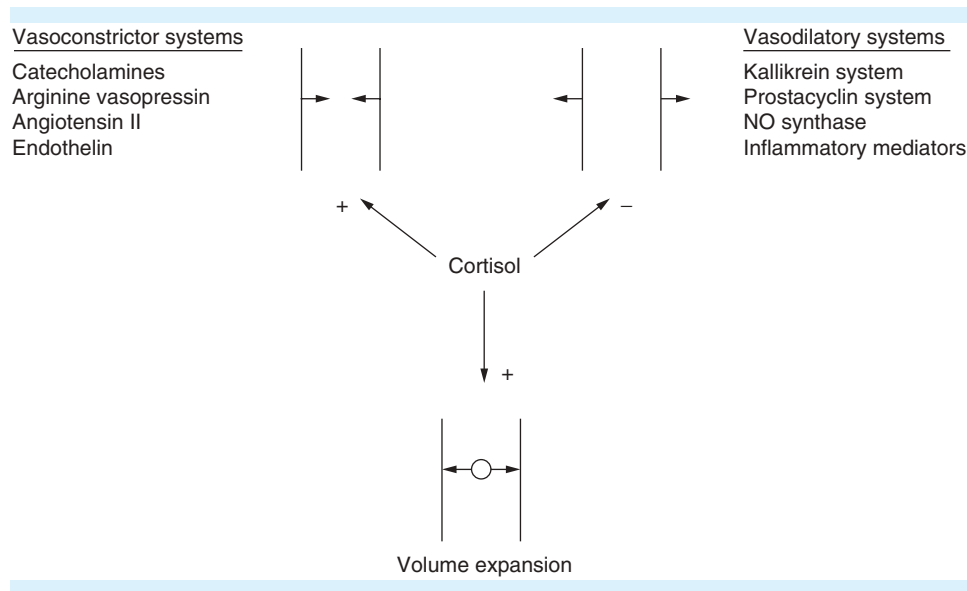 Vasoconstrictor systems
Catecholamines
Arginine vasopressin
Angiotensin II
Endothelin
Vasodilatory systems
Kallikrein system
Prostacyclin system
NO synthase
Inflammatory mediators
+
–
Cortisol
+
Volume expansion